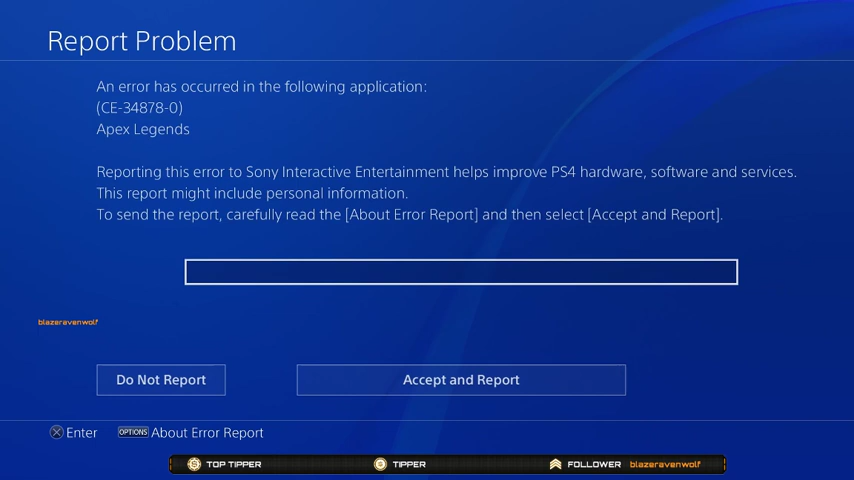 Report Problem
An error has occurred in the following application:
(CE-34878-0)
Apex Legends
Reporting this error to Sony Interactive Entertainment helps improve PS4 hardware, software and services.
This report might include personal information.
To send the report, carefully read the [About Error Report] and then select [Accept and Report].
blazeravenwolf
Do Not Report
Accept and Report
Enter
OPTIONS About Error Report
TOP TIPPER
TIPPER
FOLLOWER blazeravenwolf